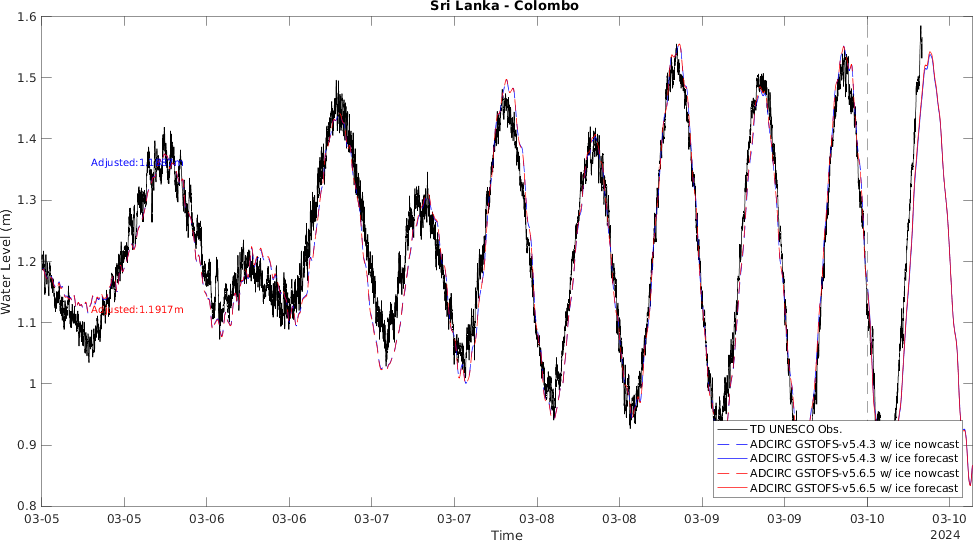 Sri Lanka - Colombo
1.6
1.5
1.4
1.3
1.2
1.1
1
0.9
0.8
Water Level (m)
Adjusted:1.1917m
TD UNESCO Obs.
ADCIRC GSTOFS-v5.4.3 w/ ice nowcast
ADCIRC GSTOFS-v5.4.3 w/ ice forecast
ADCIRC GSTOFS-v5.6.5 w/ ice nowcast
ADCIRC GSTOFS-v5.6.5 w/ ice forecast
03-05 03-05 03-06 03-06 03-07 03-07 03-08 03-08 03-09 03-09 03-10 03-10
Time
2024